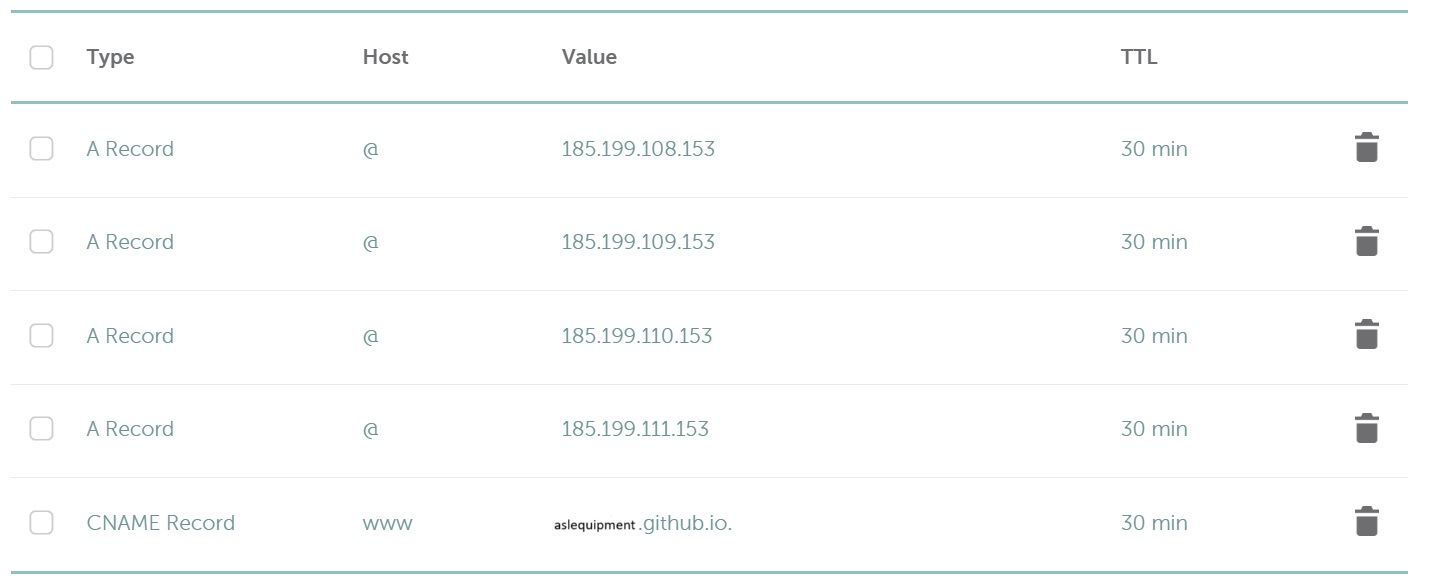 Type Host Value TTL
A Record @ 185.199.108.153 30 min
A Record @ 185.199.109.153 30 min
A Record @ 185.199.110.153 30 min
A Record @ 185.199.111.153 30 min
CNAME Record www aslequipment.github.io. 30 min